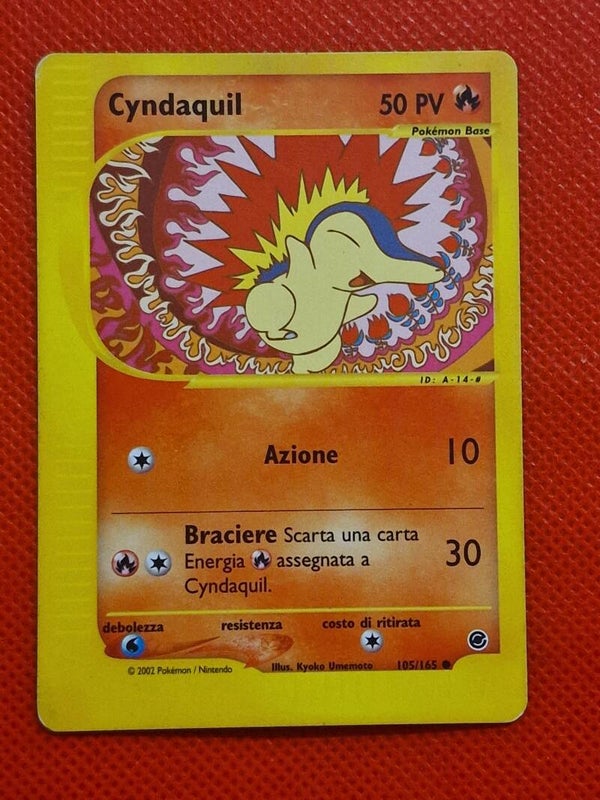 Cyndaquil 50 PV
Pokémon Base
ID: A-14-#
Azione 10
Braciere Scarta una carta
Energia assegnata a
Cyndaquil.
30
debolezza resistenza costo di ritirata
© 2002 Pokémon / Nintendo Illus. Kyoko Umemoto 105/165